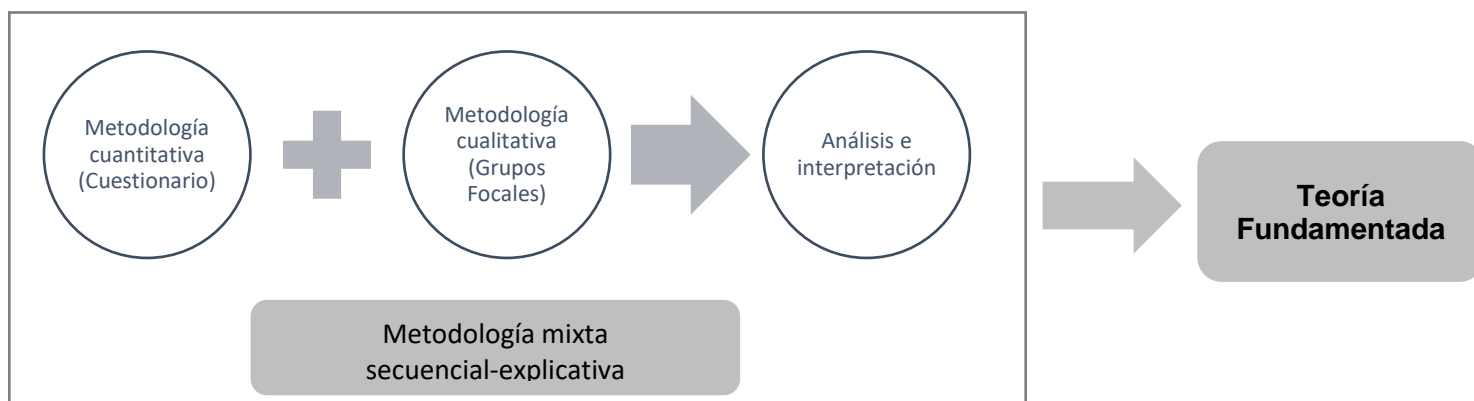 Metodología
cuantitativa
(Cuestionario)
Metodología
cualitativa
(Grupos
Focales)
Análisis e
interpretación
Teoría
Fundamentada
Metodología mixta
secuencial-explicativa